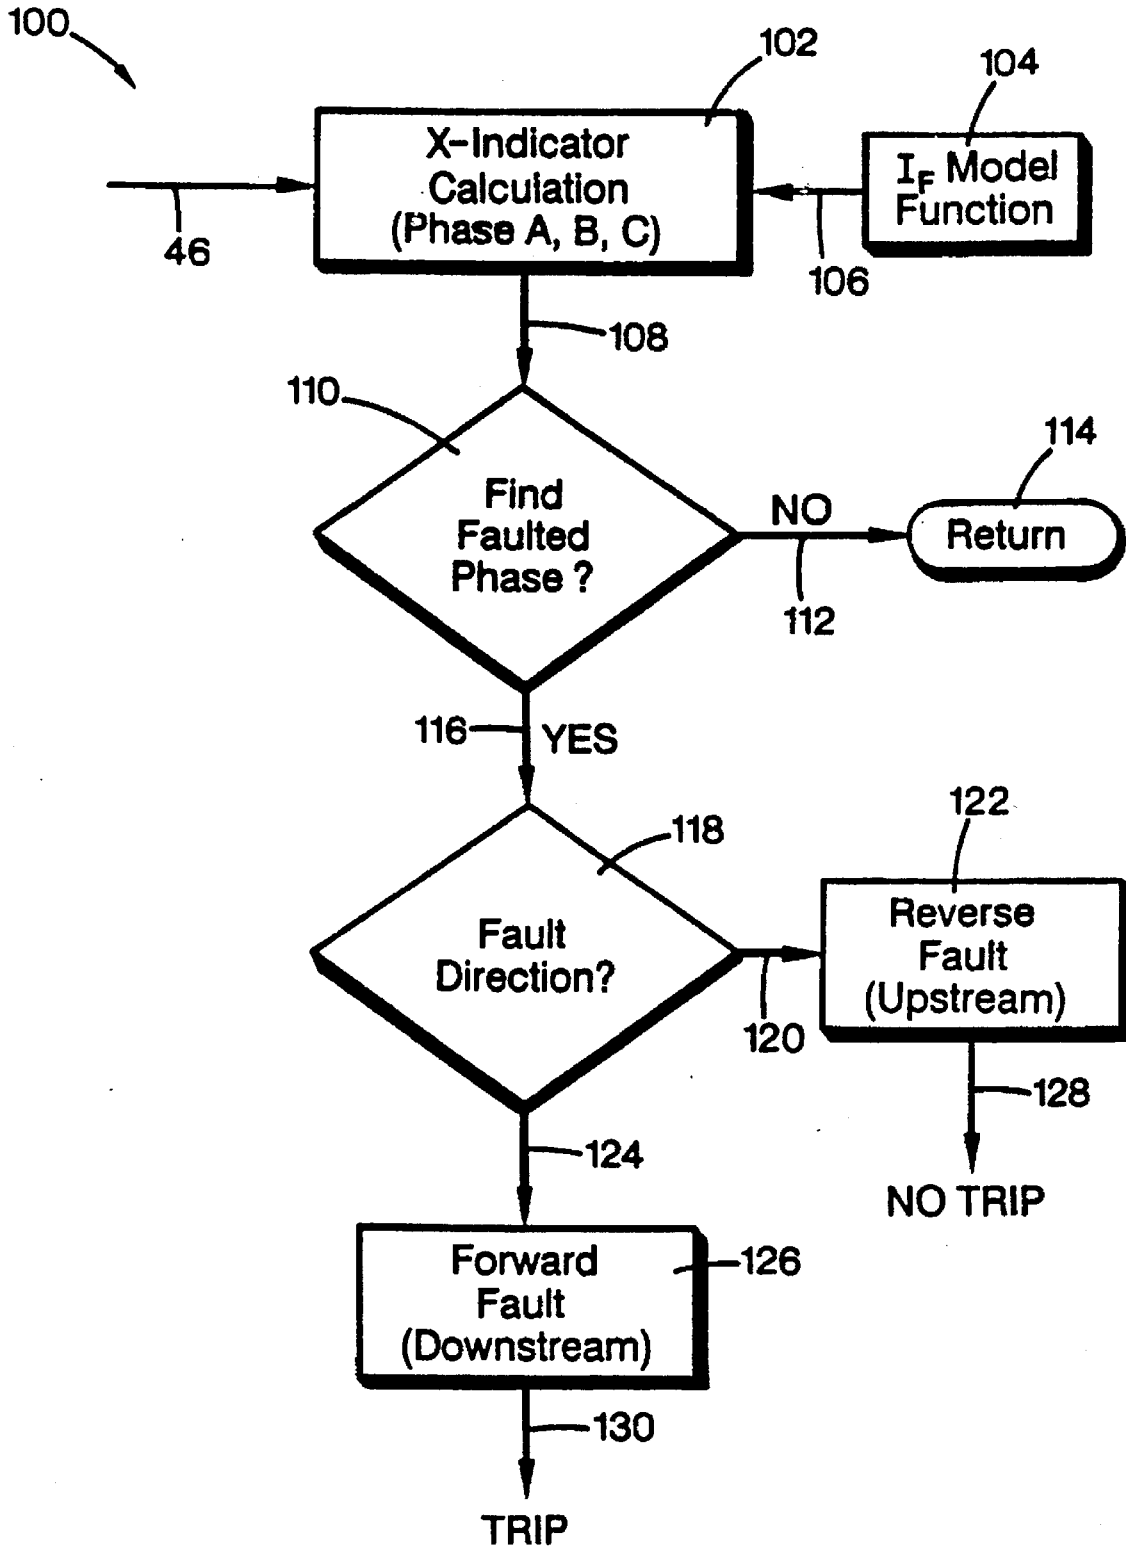 100
102
104
X-Indicator
Calculation
(Phase A, B, C)
I_F Model
Function
46
106
108
110
Find
Faulted
Phase ?
NO
112
114
Return
116
YES
118
Fault
Direction?
120
122
Reverse
Fault
(Upstream)
128
NO TRIP
124
Forward
Fault
(Downstream)
126
130
TRIP